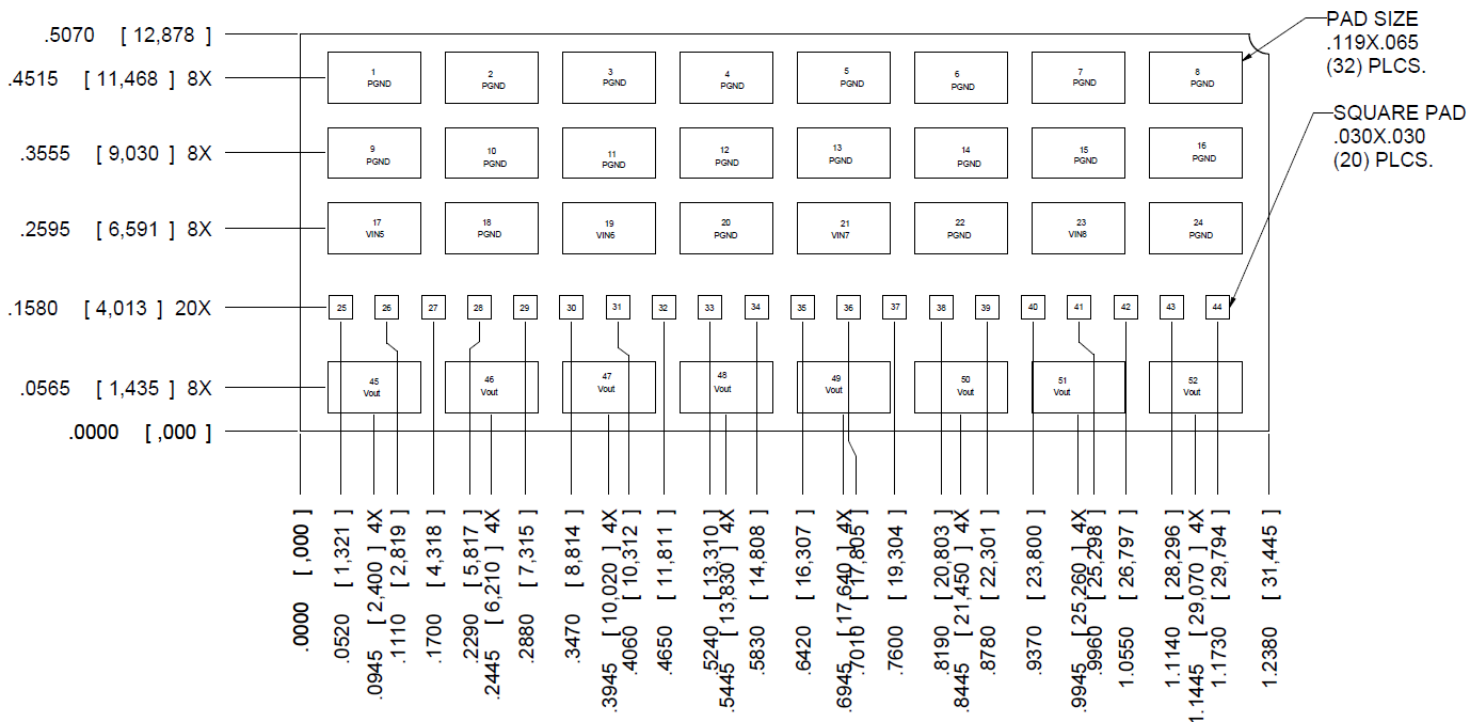 .5070 [ 12,878 ]
PAD SIZE
.119X.065
(32) PLCS.
.4515 [ 11,468 ] 8X
1
PGND
2
PGND
3
PGND
4
PGND
5
PGND
6
PGND
7
PGND
8
PGND
SQUARE PAD
.030X.030
(20) PLCS.
.3555 [ 9,030 ] 8X
9
PGND
10
PGND
11
PGND
12
PGND
13
PGND
14
PGND
15
PGND
16
PGND
.2595 [ 6,591 ] 8X
17
VIN5
18
PGND
19
VIN6
20
PGND
21
VIN7
22
PGND
23
VIN8
24
PGND
.1580 [ 4,013 ] 20X
25 26 27 28 29 30 31 32 33 34 35 36 37 38 39 40 41 42 43 44
.0565 [ 1,435 ] 8X
45
Vout
46
Vout
47
Vout
48
Vout
49
Vout
50
Vout
51
Vout
52
Vout
.0000 [ ,000 ]
.0000 [ ,000 ]
.0520 [ 1,321 ]
.0945 [ 2,400 ] 4X
.1110 [ 2,819 ]
.1700 [ 4,318 ]
.2290 [ 5,817 ]
.2445 [ 6,210 ] 4X
.2880 [ 7,315 ]
.3470 [ 8,814 ]
.3945 [ 10,020 ] 4X
.4060 [ 10,312 ]
.4650 [ 11,811 ]
.5240 [ 13,310 ]
.5445 [ 13,830 ] 4X
.5830 [ 14,808 ]
.6420 [ 16,307 ]
.6945 [ 17,640 ] 4X
.7010 [ 17,805 ]
.7600 [ 19,304 ]
.8190 [ 20,803 ]
.8445 [ 21,450 ] 4X
.8780 [ 22,301 ]
.9370 [ 23,800 ]
.9945 [ 25,260 ] 4X
.9960 [ 25,298 ]
1.0550 [ 26,797 ]
1.1140 [ 28,296 ]
1.1445 [ 29,070 ] 4X
1.1730 [ 29,794 ]
1.2380 [ 31,445 ]